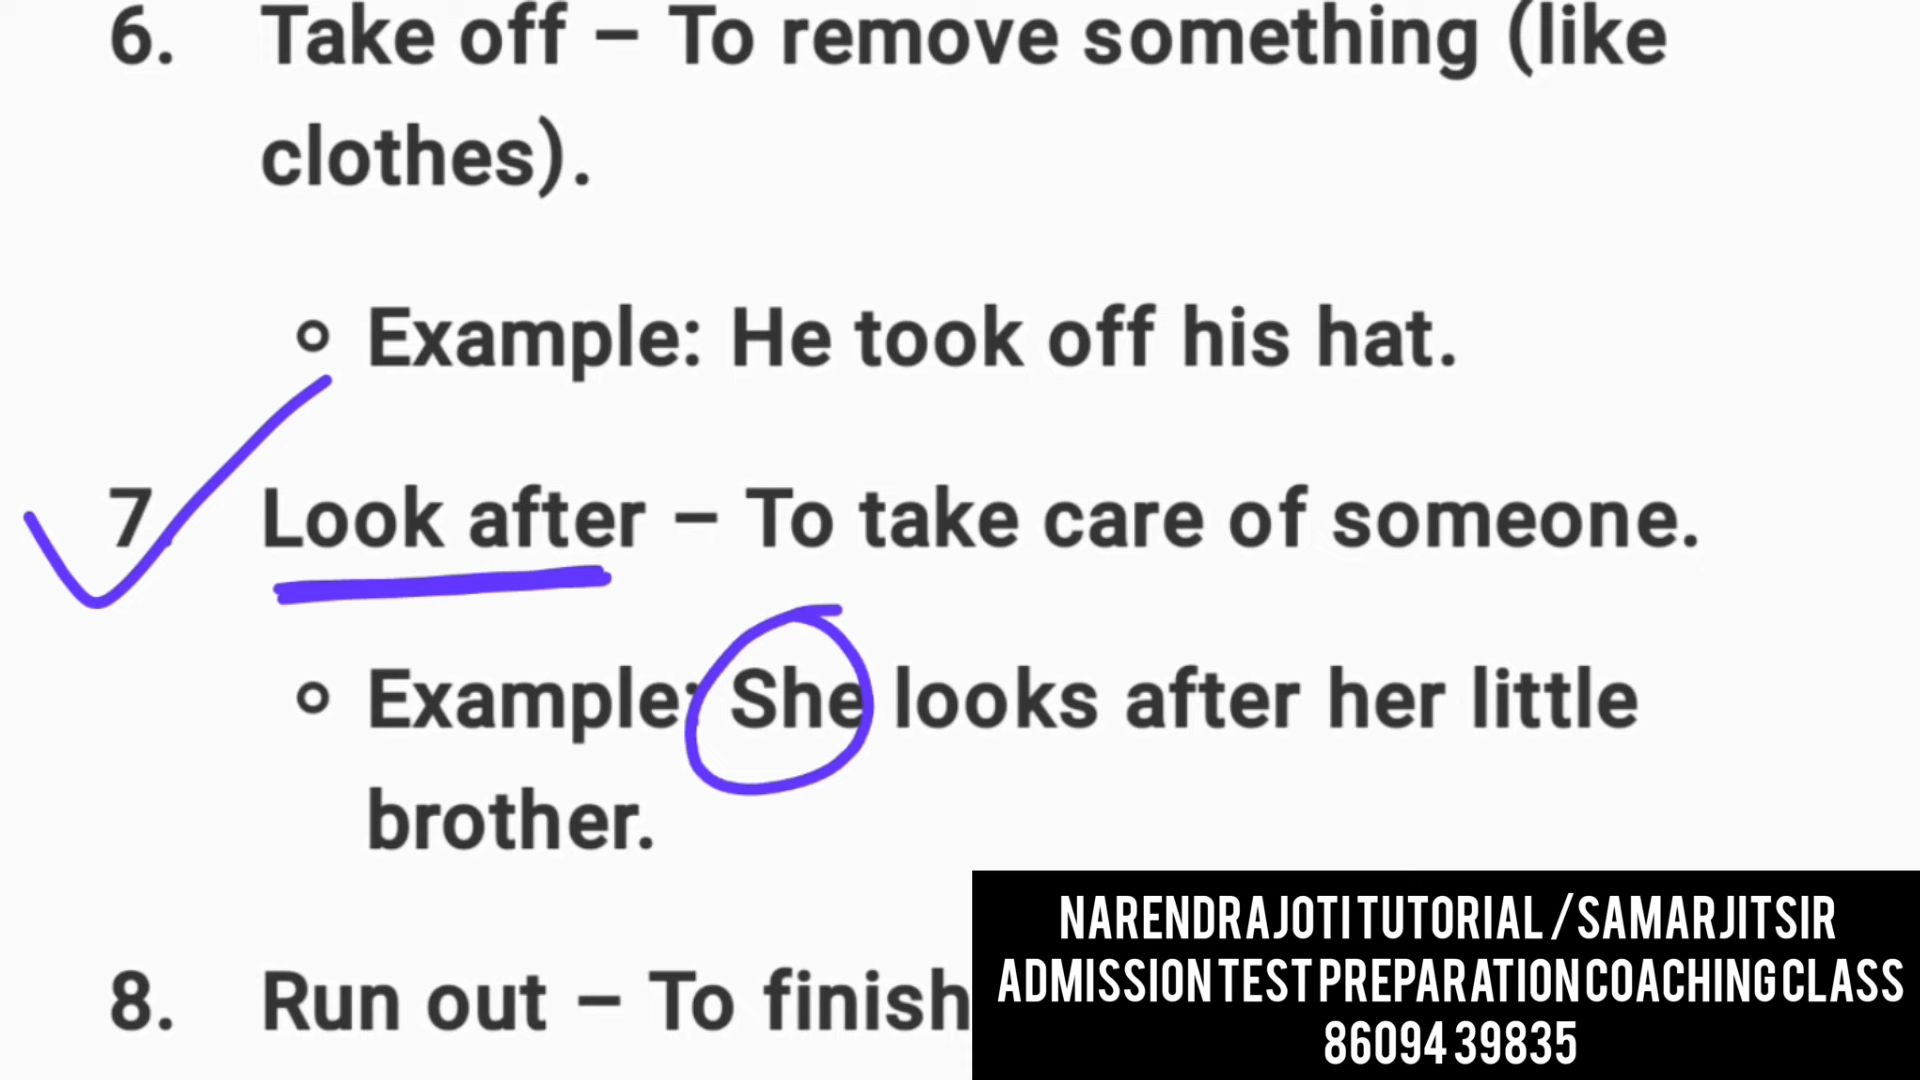 6. Take off – To remove something (like
clothes).
Example: He took off his hat.
7. Look after – To take care of someone.
Example: She looks after her little
brother.
8. Run out – To finish
NARENDRAJOTI TUTORIAL / SAMARJIT SIR
ADMISSION TEST PREPARATION COACHING CLASS
86094 39835